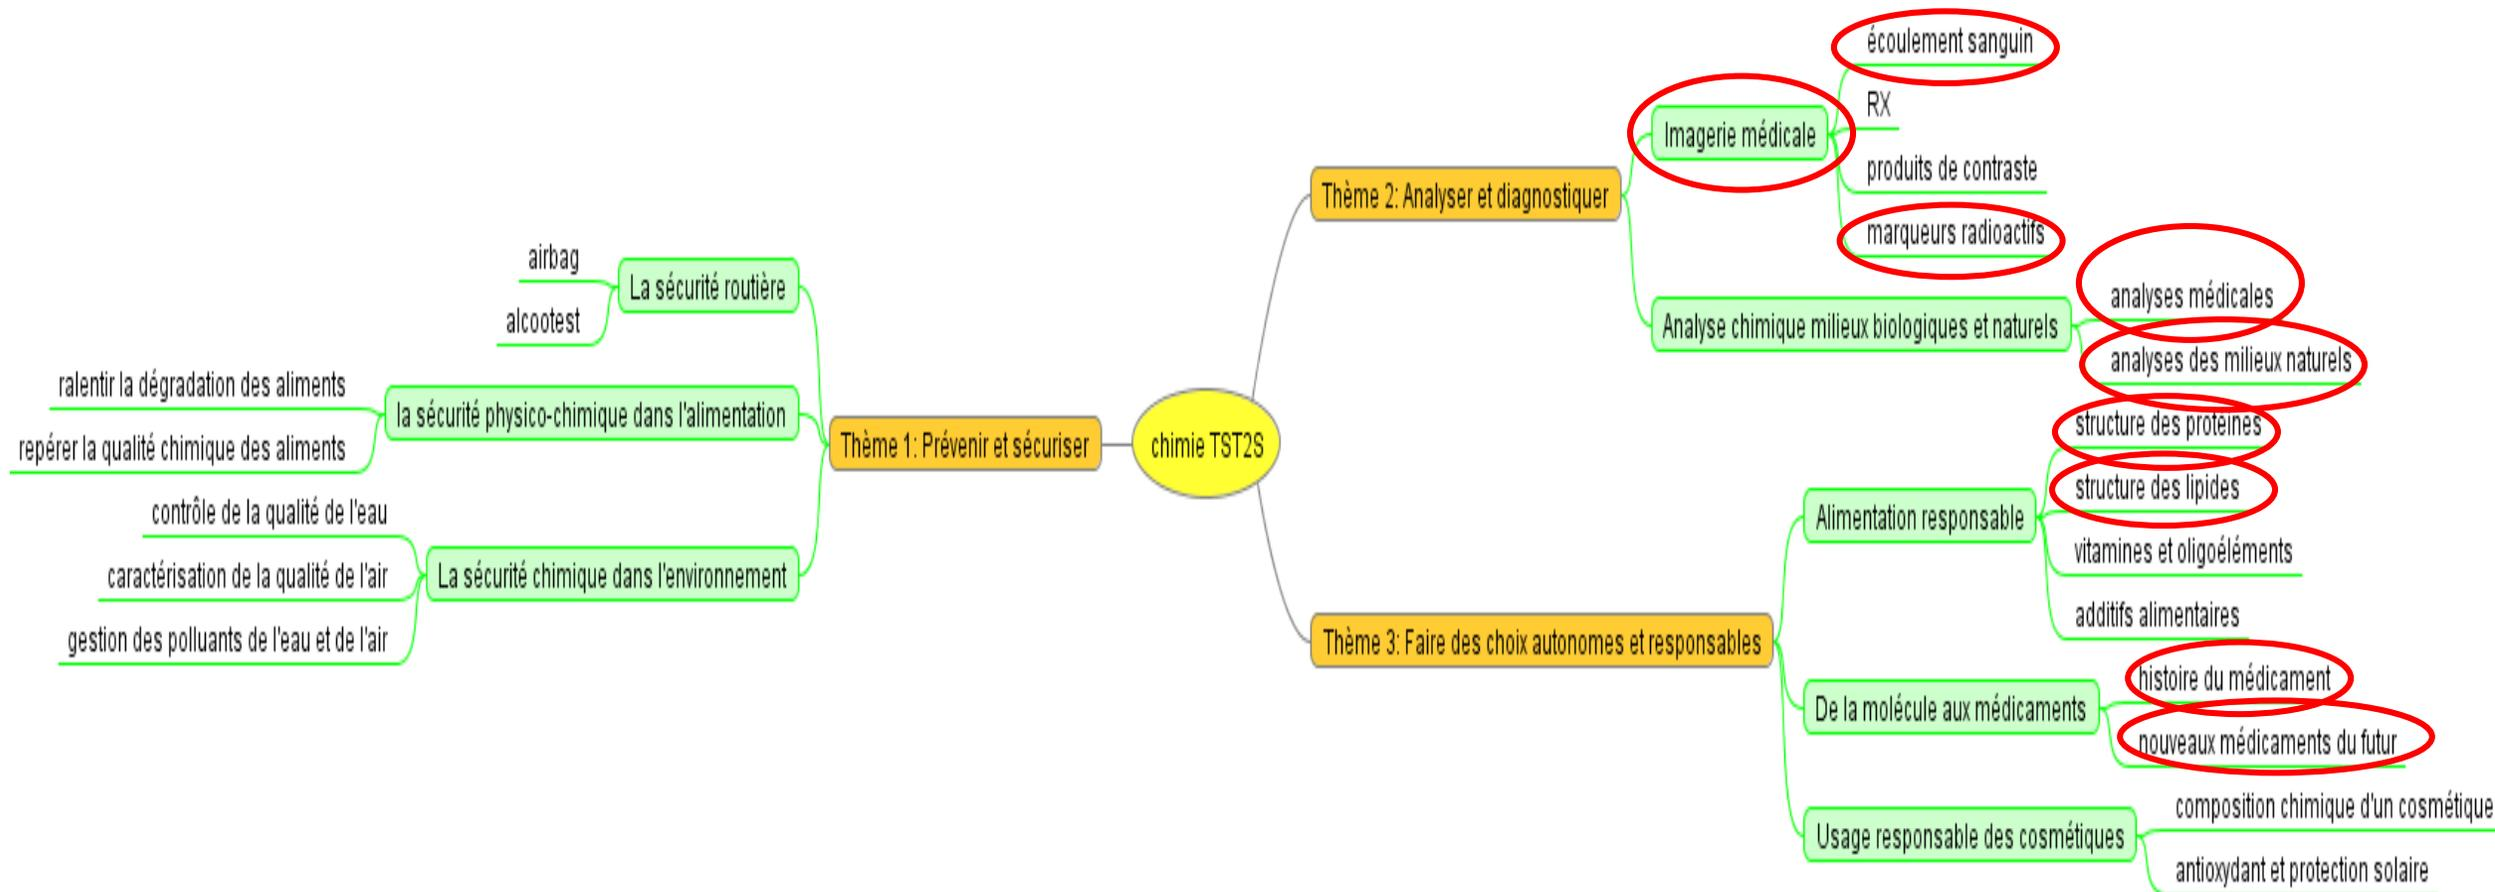 chimie TST2S
Thème 1: Prévenir et sécuriser
La sécurité routière
airbag
alcootest
la sécurité physico-chimique dans l'alimentation
ralentir la dégradation des aliments
repérer la qualité chimique des aliments
La sécurité chimique dans l'environnement
contrôle de la qualité de l'eau
caractérisation de la qualité de l'air
gestion des polluants de l'eau et de l'air
Thème 2: Analyser et diagnostiquer
Imagerie médicale
écoulement sanguin
RX
produits de contraste
marqueurs radioactifs
Analyse chimique milieux biologiques et naturels
analyses médicales
analyses des milieux naturels
Thème 3: Faire des choix autonomes et responsables
Alimentation responsable
structure des protéines
structure des lipides
vitamines et oligoéléments
additifs alimentaires
De la molécule aux médicaments
histoire du médicament
nouveaux médicaments du futur
Usage responsable des cosmétiques
composition chimique d'un cosmétique
antioxydant et protection solaire